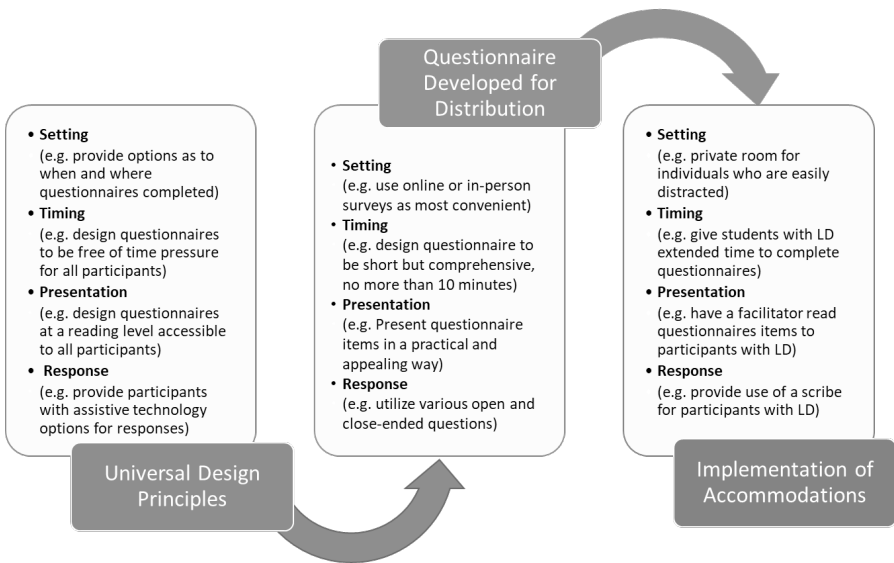 • Setting
(e.g. provide options as to
when and where
questionnaires completed)
• Timing
(e.g. design questionnaires
to be free of time pressure
for all participants)
• Presentation
(e.g. design questionnaires
at a reading level accessible
to all participants)
• Response
(e.g. provide participants
with assistive technology
options for responses)
Universal Design
Principles
Questionnaire
Developed for
Distribution
• Setting
(e.g. use online or in-person
surveys as most convenient)
• Timing
(e.g. design questionnaire to
be short but comprehensive,
no more than 10 minutes)
• Presentation
(e.g. Present questionnaire
items in a practical and
appealing way)
• Response
(e.g. utilize various open and
close-ended questions)
• Setting
(e.g. private room for
individuals who are easily
distracted)
• Timing
(e.g. give students with LD
extended time to complete
questionnaires)
• Presentation
(e.g. have a facilitator read
questionnaires items to
participants with LD)
• Response
(e.g. provide use of a scribe
for participants with LD)
Implementation of
Accommodations